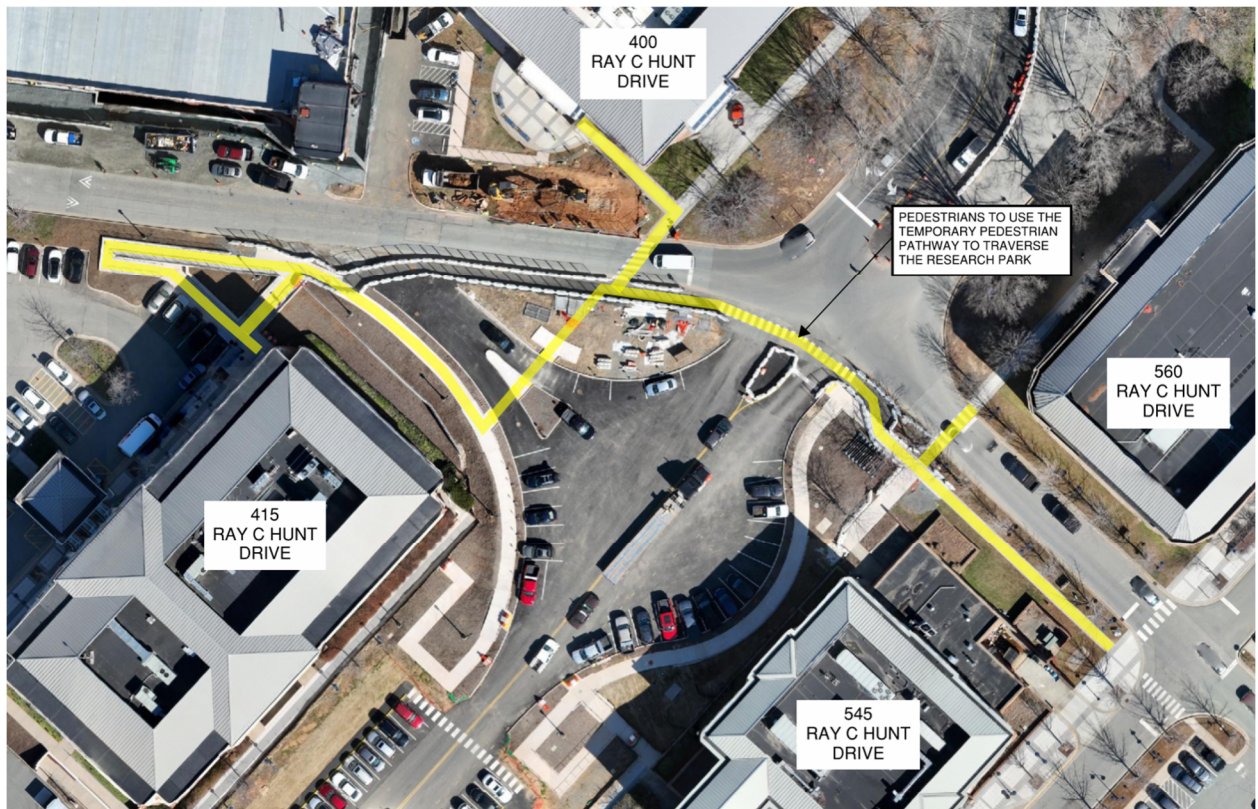 400
RAY C HUNT
DRIVE
PEDESTRIANS TO USE THE
TEMPORARY PEDESTRIAN
PATHWAY TO TRAVERSE
THE RESEARCH PARK
560
RAY C HUNT
DRIVE
415
RAY C HUNT
DRIVE
545
RAY C HUNT
DRIVE